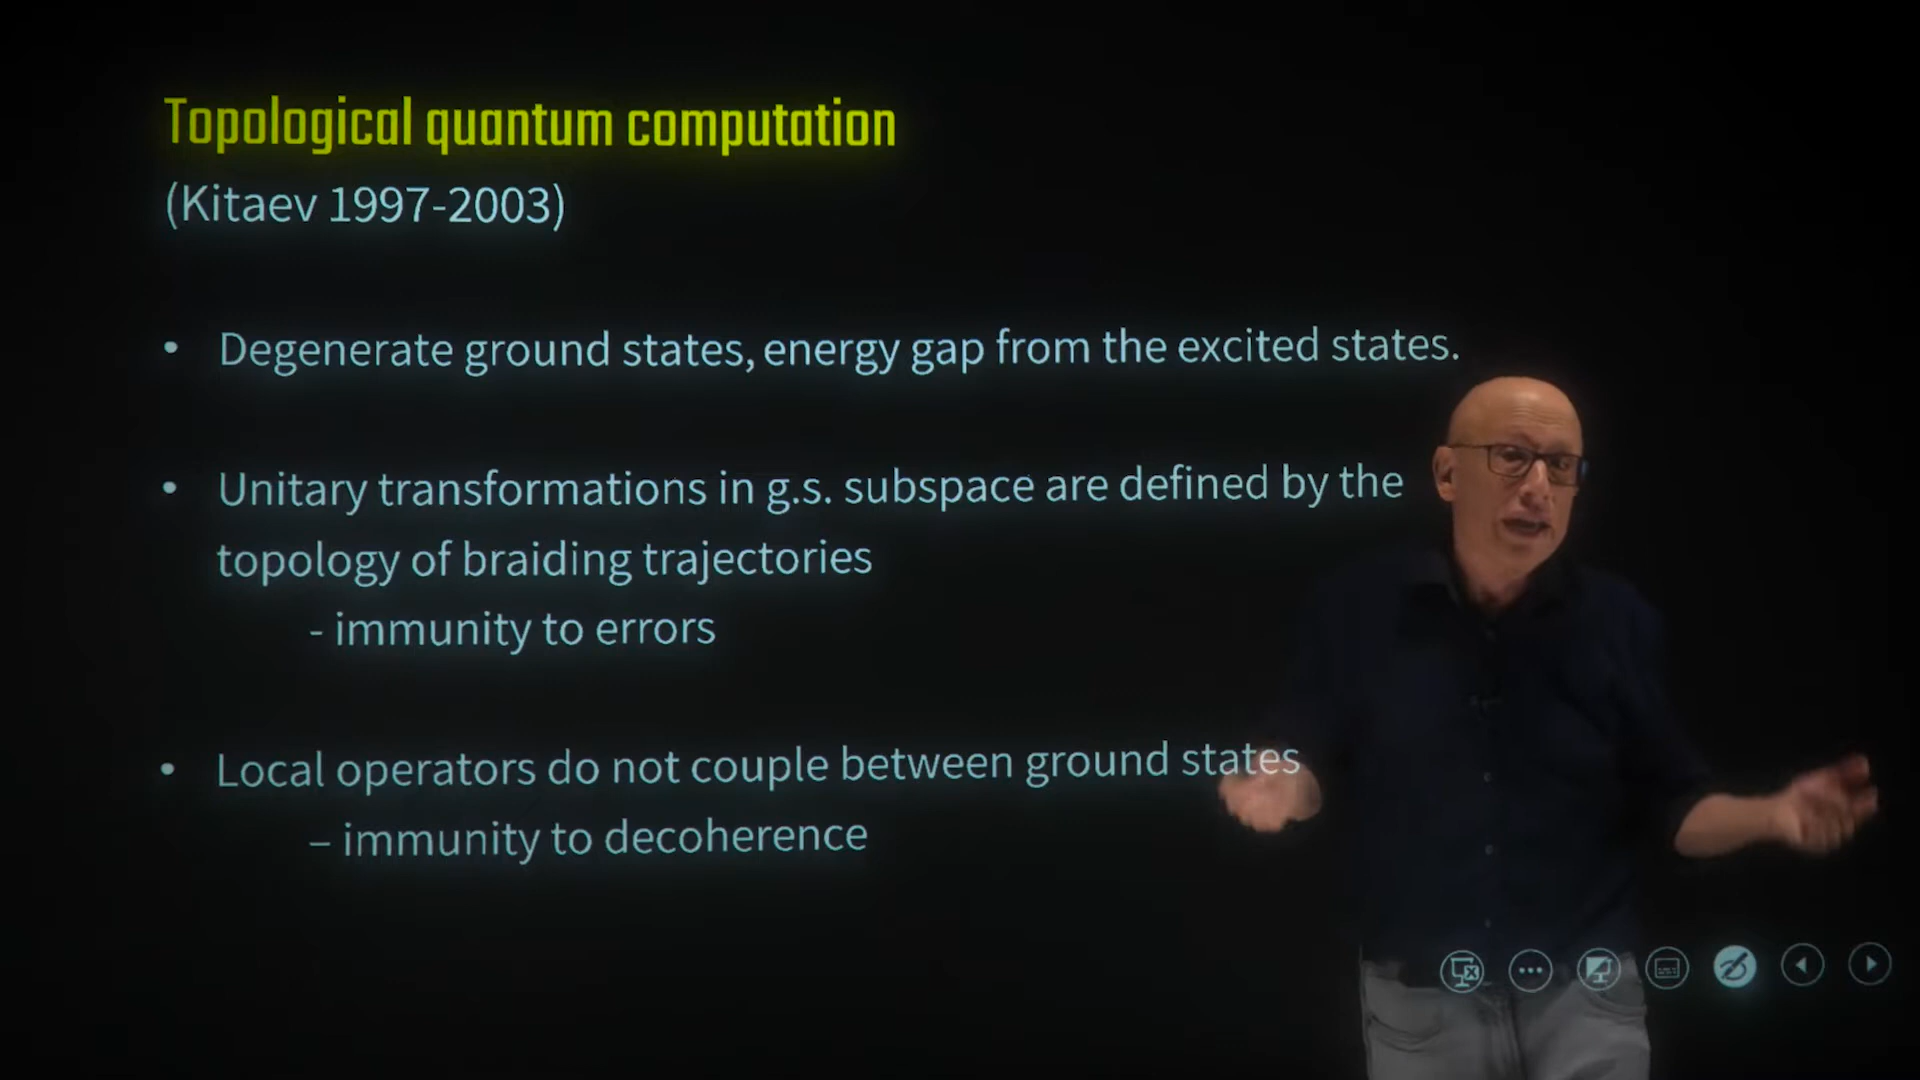 Topological quantum computation
(Kitaev 1997-2003)
• Degenerate ground states, energy gap from the excited states.
• Unitary transformations in g.s. subspace are defined by the
topology of braiding trajectories
- immunity to errors
• Local operators do not couple between ground states
– immunity to decoherence